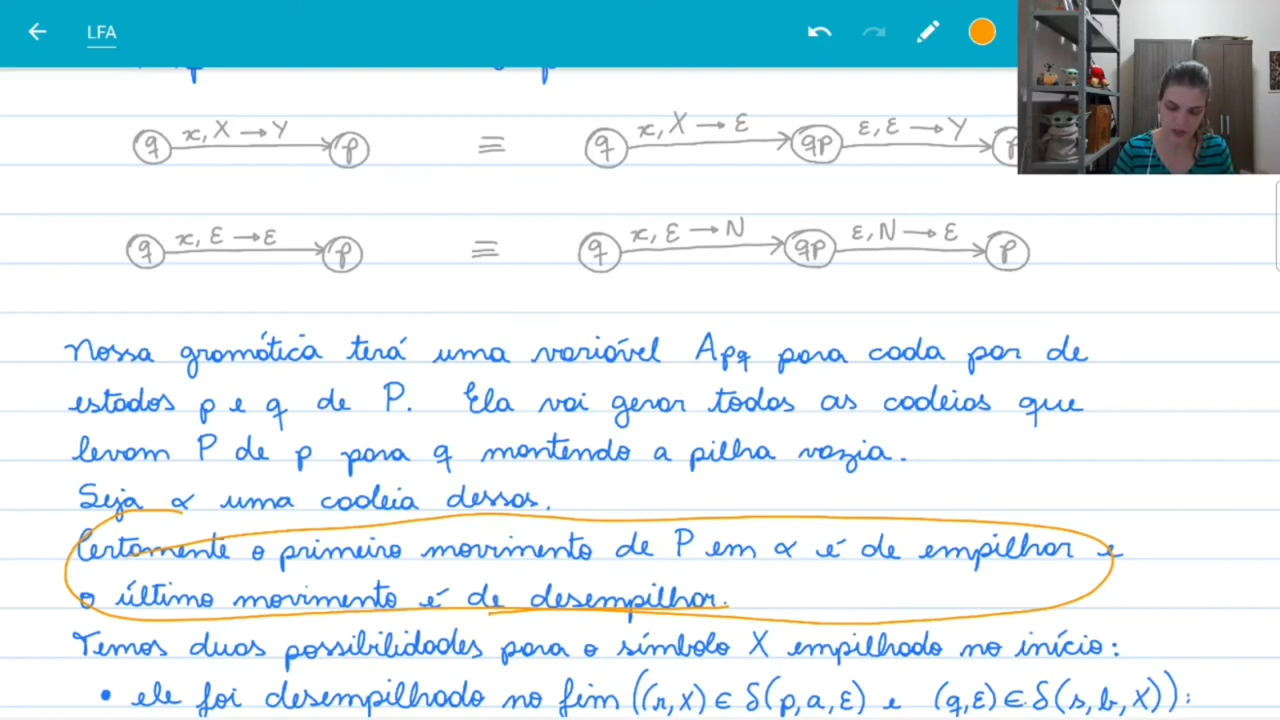 LFA
q x, X → Y p ≡ q x, X → ε qp ε, ε → Y p
q x, ε → ε p ≡ q x, ε → N qp ε, N → ε p
Nossa gramática terá uma variável Apq para cada par de
estados p e q de P. Ela vai gerar todas as cadeias que
levam P de p para q mantendo a pilha vazia.
Seja α uma cadeia dessas.
Certamente o primeiro movimento de P em α é de empilhar e
o último movimento é de desempilhar.
Temos duas possibilidades para o símbolo X empilhado no início:
• ele foi desempilhado no fim ((r,X) ∈ δ(p,a,ε) e (q,ε) ∈ δ(s,b,X)):